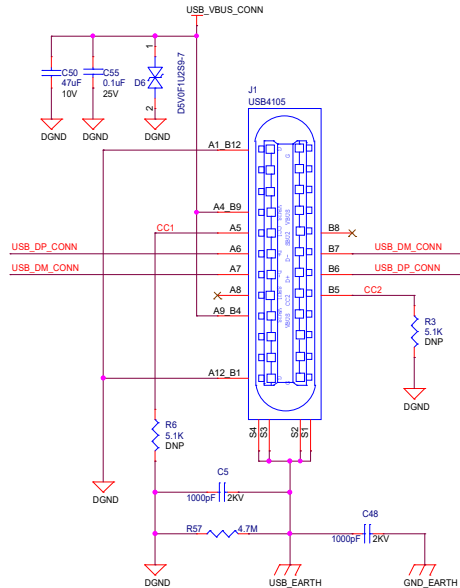 USB_VBUS_CONN
C50
47uF
10V
C55
0.1uF
25V
1
D6
2
D5V0F1U2S9-7
DGND
DGND
DGND
J1
USB4105
A1_B12
A4_B9
CC1
A5
B8
USB_DP_CONN
A6
B7
USB_DM_CONN
USB_DM_CONN
A7
B6
USB_DP_CONN
A8
B5
CC2
A9_B4
A12_B1
VBUS
D-
D+
CC2
VBUS
G
R3
5.1K
DNP
DGND
R6
5.1K
DNP
S4
S3
S2
S1
DGND
C5
1000pF
2KV
R57
4.7M
C48
1000pF
2KV
DGND
USB_EARTH
GND_EARTH